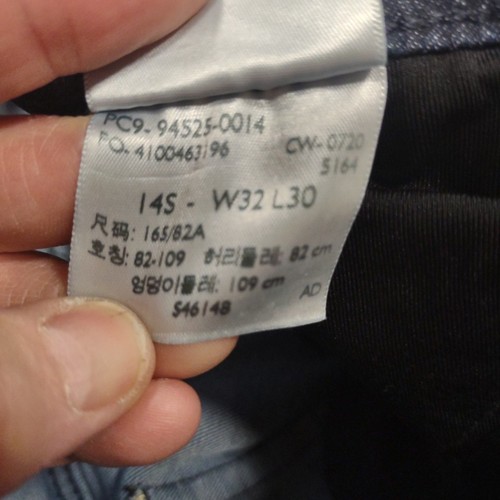 PC9-94525-0014
PO. 4100463196 CW-0720
5164
14S - W32 L30
尺码: 165/82A
호칭: 82-109 허리둘레: 82 cm
엉덩이둘레: 109 cm
S46148 AD